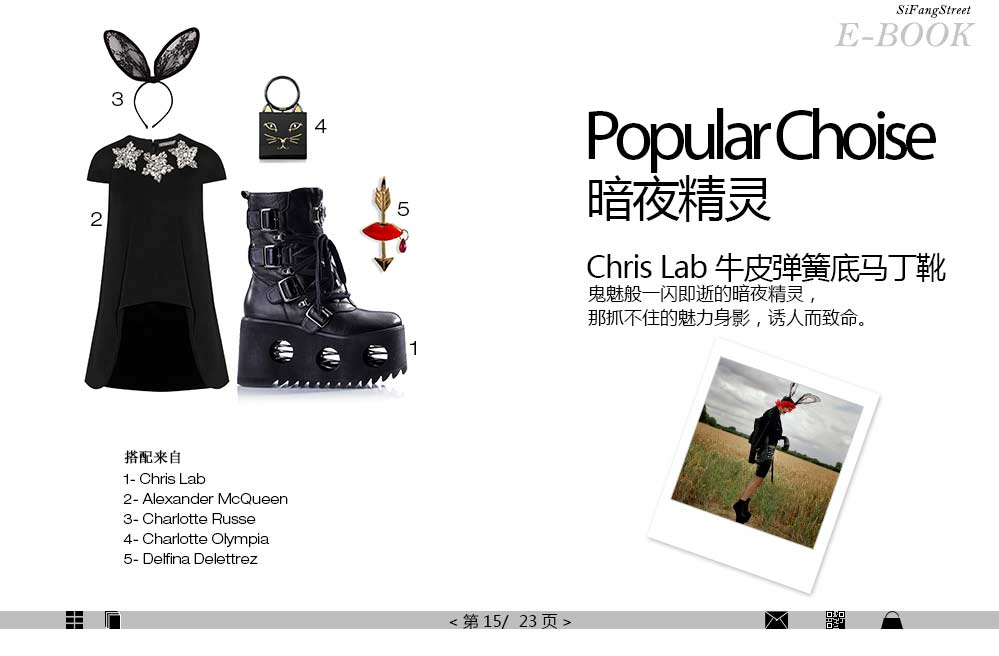 SiFangStreet
E-BOOK
3
4
2
5
1
Popular Choise
暗夜精灵
Chris Lab 牛皮弹簧底马丁靴
鬼魅般一闪即逝的暗夜精灵，
那抓不住的魅力身影，诱人而致命。
搭配来自
1- Chris Lab
2- Alexander McQueen
3- Charlotte Russe
4- Charlotte Olympia
5- Delfina Delettrez
< 第 15/ 23 页 >